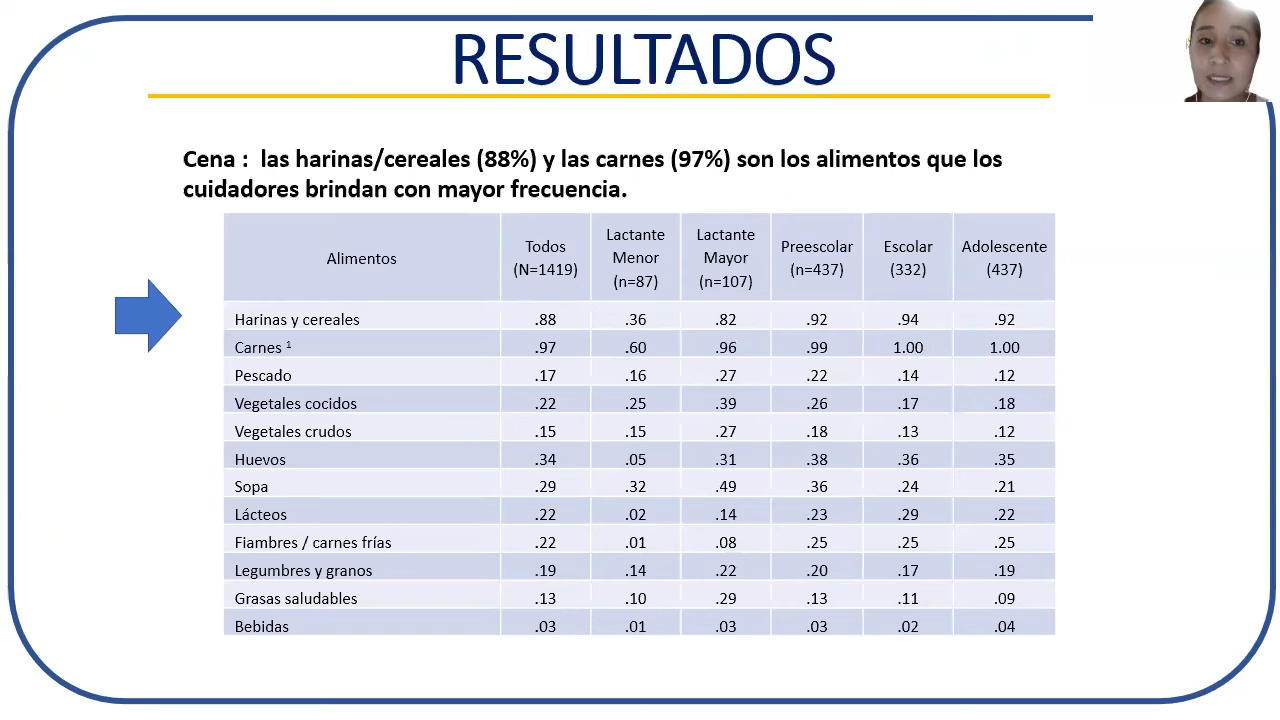 RESULTADOS
Cena : las harinas/cereales (88%) y las carnes (97%) son los alimentos que los
cuidadores brindan con mayor frecuencia.
Alimentos Todos (N=1419) Lactante Menor (n=87) Lactante Mayor (n=107) Preescolar (n=437) Escolar (332) Adolescente (437)
Harinas y cereales .88 .36 .82 .92 .94 .92
Carnes ¹ .97 .60 .96 .99 1.00 1.00
Pescado .17 .16 .27 .22 .14 .12
Vegetales cocidos .22 .25 .39 .26 .17 .18
Vegetales crudos .15 .15 .27 .18 .13 .12
Huevos .34 .05 .31 .38 .36 .35
Sopa .29 .32 .49 .36 .24 .21
Lácteos .22 .02 .14 .23 .29 .22
Fiambres / carnes frías .22 .01 .08 .25 .25 .25
Legumbres y granos .19 .14 .22 .20 .17 .19
Grasas saludables .13 .10 .29 .13 .11 .09
Bebidas .03 .01 .03 .03 .02 .04